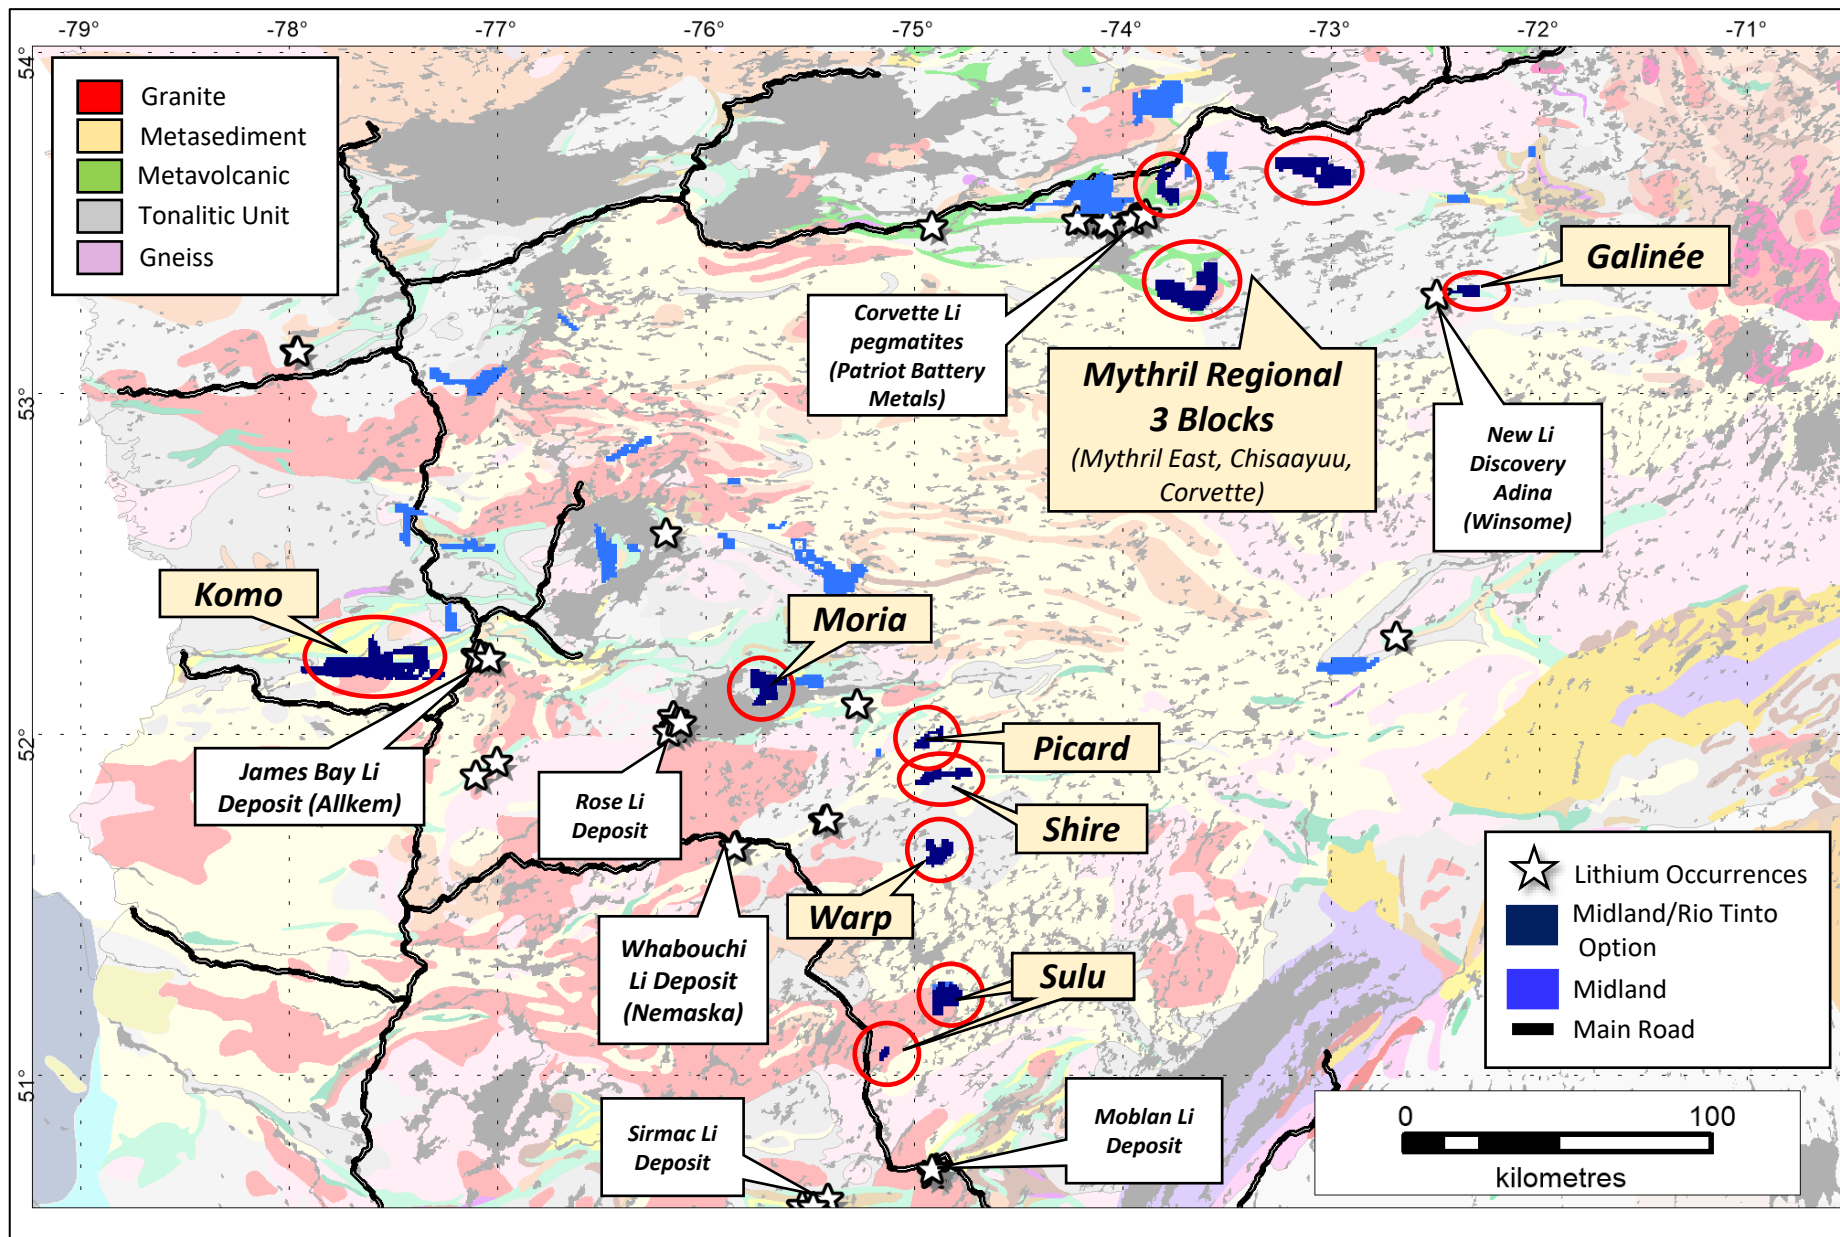 -79°
-78°
-77°
-76°
-75°
-74°
-73°
-72°
-71°
54°
53°
52°
51°
Granite
Metasediment
Metavolcanic
Tonalitic Unit
Gneiss
Galinée
Corvette Li
pegmatites
(Patriot Battery
Metals)
Mythril Regional
3 Blocks
(Mythril East, Chisaayuu,
Corvette)
New Li
Discovery
Adina
(Winsome)
Komo
Moria
Picard
James Bay Li
Deposit (Allkem)
Rose Li
Deposit
Shire
Warp
Whabouchi
Li Deposit
(Nemaska)
Sulu
Sirmac Li
Deposit
Moblan Li
Deposit
Lithium Occurrences
Midland/Rio Tinto
Option
Midland
Main Road
0 100
kilometres